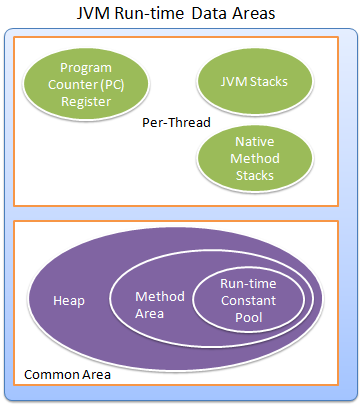 JVM Run-time Data Areas
Program
Counter (PC)
Register
JVM Stacks
Per-Thread
Native
Method
Stacks
Heap
Method
Area
Run-time
Constant
Pool
Common Area